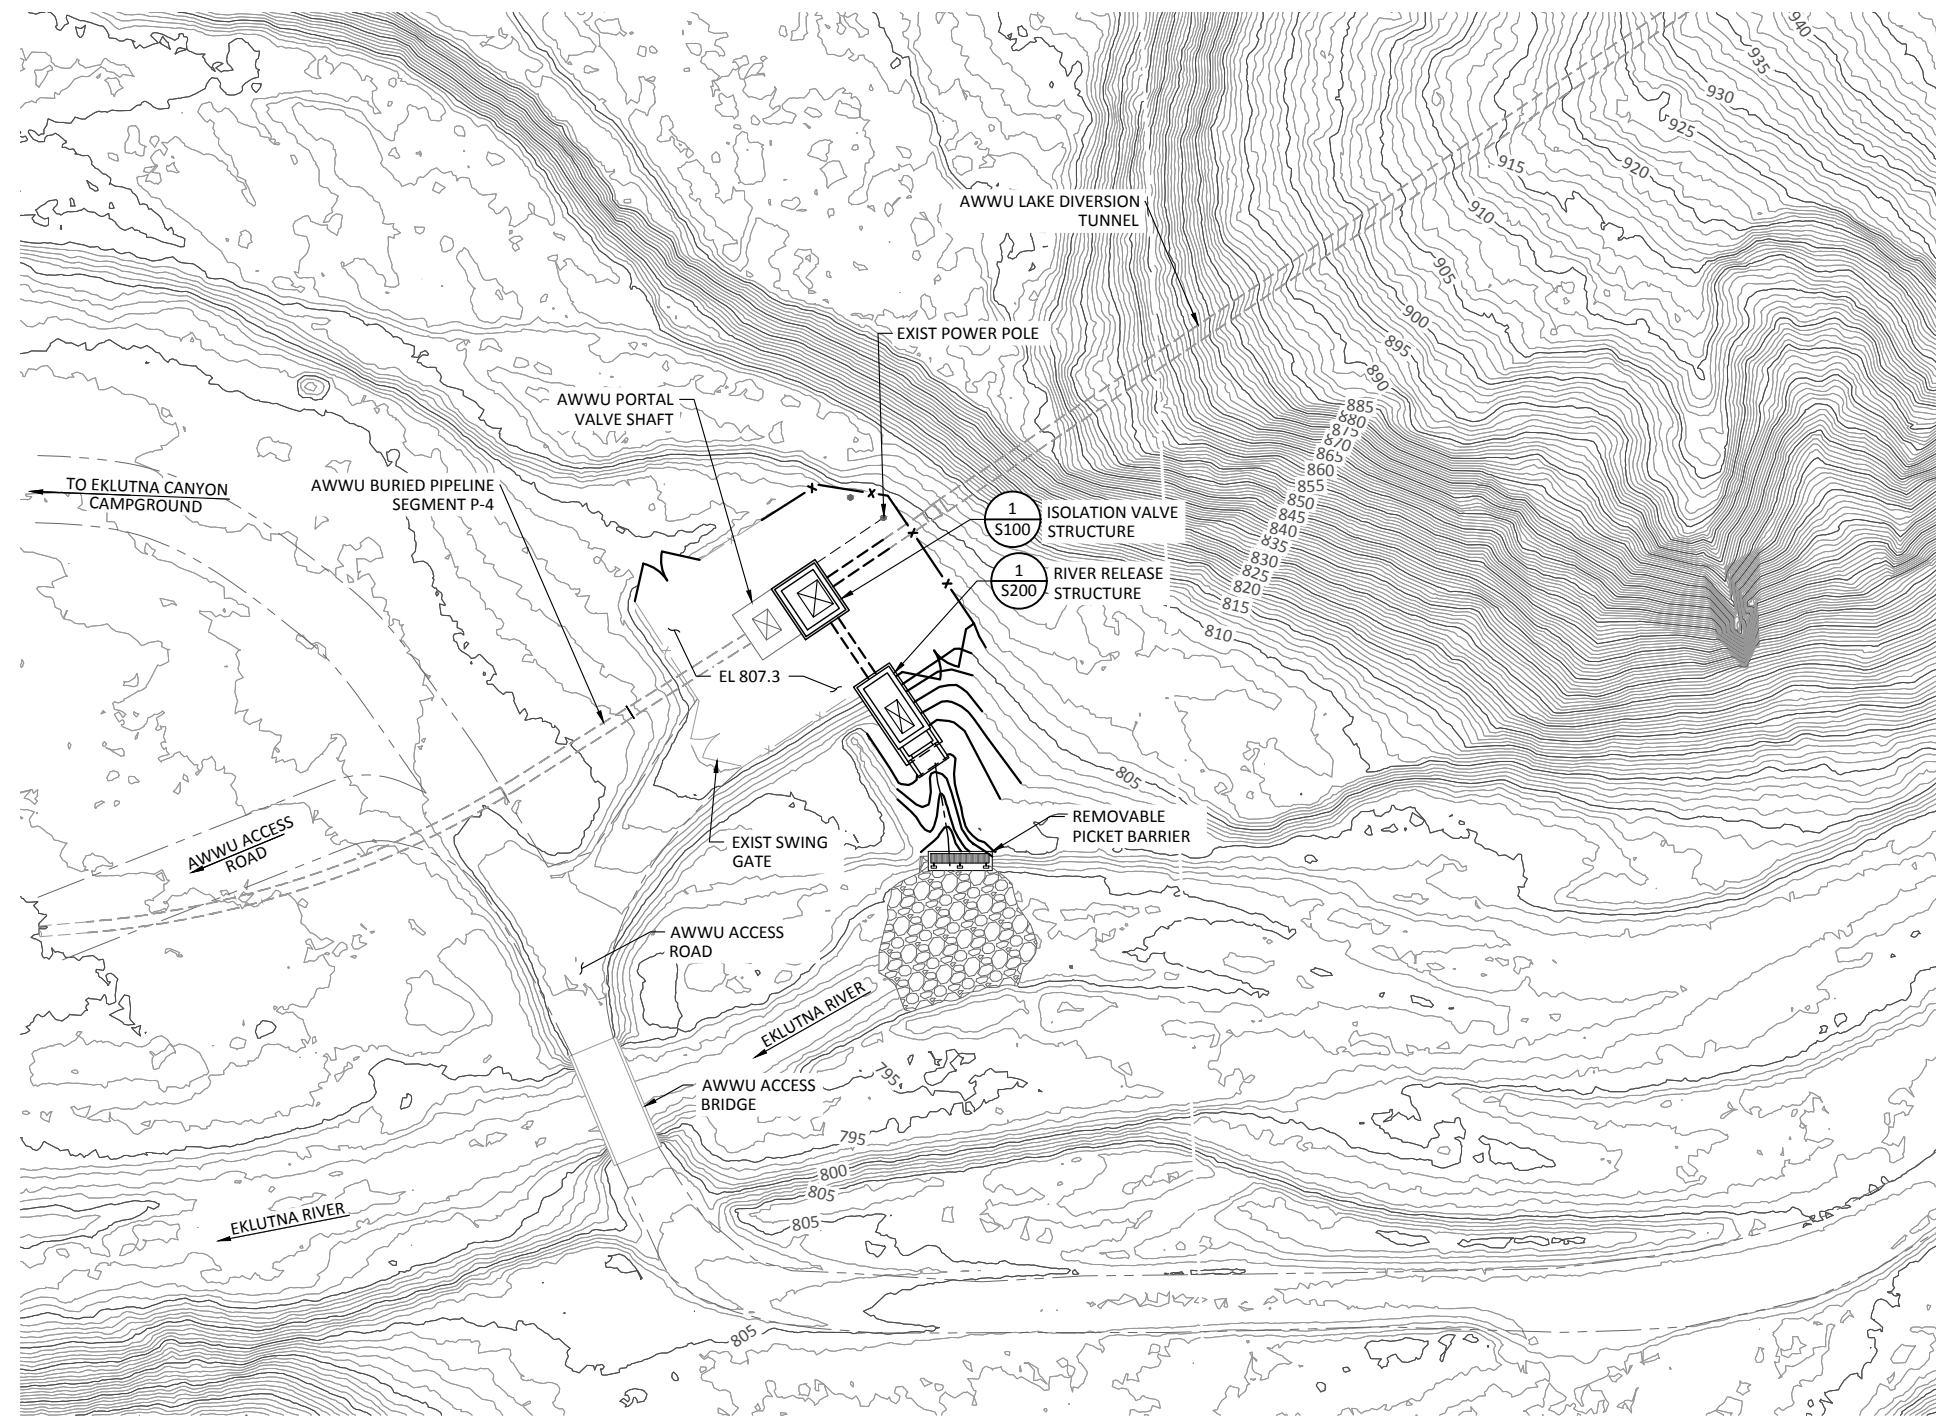 940
935
930
925
920
915
910
905
900
895
890
885
880
875
870
865
860
855
850
845
840
835
830
825
820
815
810
AWWU LAKE DIVERSION
TUNNEL
EXIST POWER POLE
AWWU PORTAL
VALVE SHAFT
TO EKLUTNA CANYON
CAMPGROUND
AWWU BURIED PIPELINE
SEGMENT P-4
1
S100
ISOLATION VALVE
STRUCTURE
1
S200
RIVER RELEASE
STRUCTURE
EL 807.3
805
AWWU ACCESS
ROAD
EXIST SWING
GATE
REMOVABLE
PICKET BARRIER
AWWU ACCESS
ROAD
EKLUTNA RIVER
795
AWWU ACCESS
BRIDGE
795
800
805
805
EKLUTNA RIVER
805